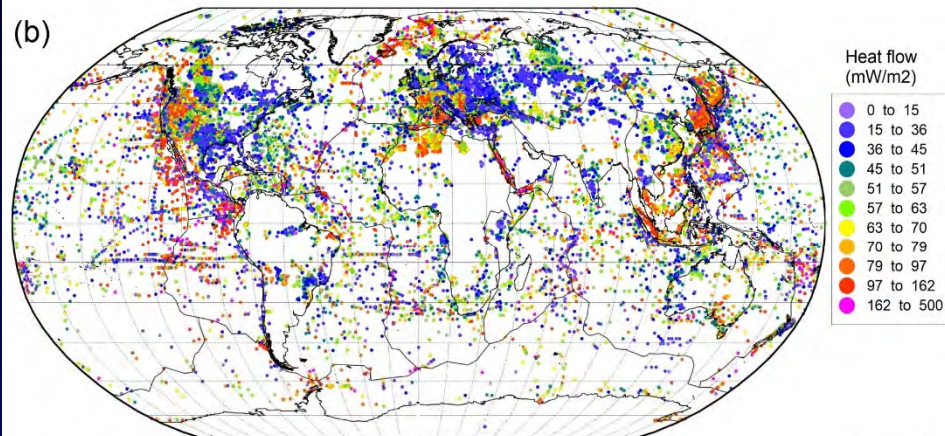 (b)
Heat flow
(mW/m2)
0 to 15
15 to 36
36 to 45
45 to 51
51 to 57
57 to 63
63 to 70
70 to 79
79 to 97
97 to 162
162 to 500